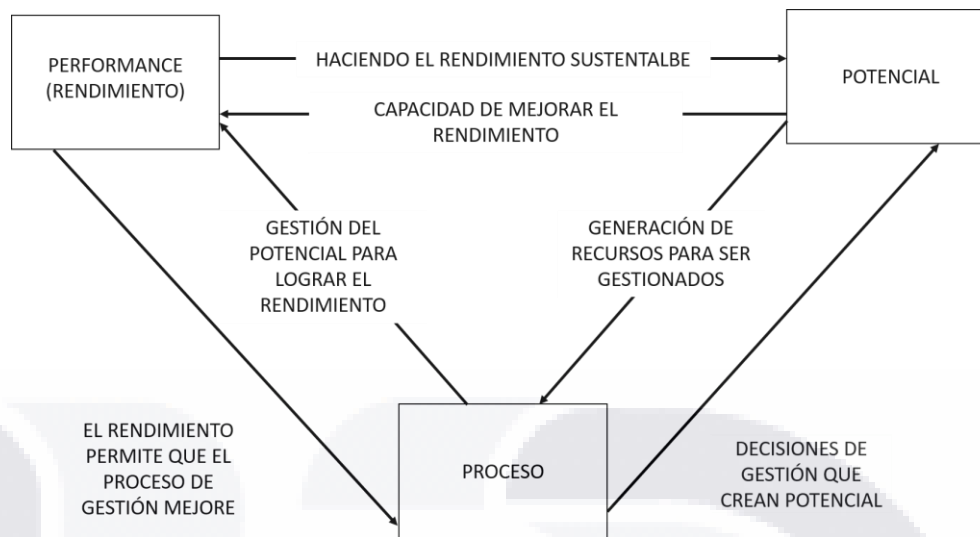 PERFORMANCE
(RENDIMIENTO)
HACIENDO EL RENDIMIENTO SUSTENTALBE
POTENCIAL
CAPACIDAD DE MEJORAR EL
RENDIMIENTO
GESTIÓN DEL
POTENCIAL PARA
LOGRAR EL
RENDIMIENTO
GENERACIÓN DE
RECURSOS PARA SER
GESTIONADOS
EL RENDIMIENTO
PERMITE QUE EL
PROCESO DE
GESTIÓN MEJORE
PROCESO
DECISIONES DE
GESTIÓN QUE
CREAN POTENCIAL